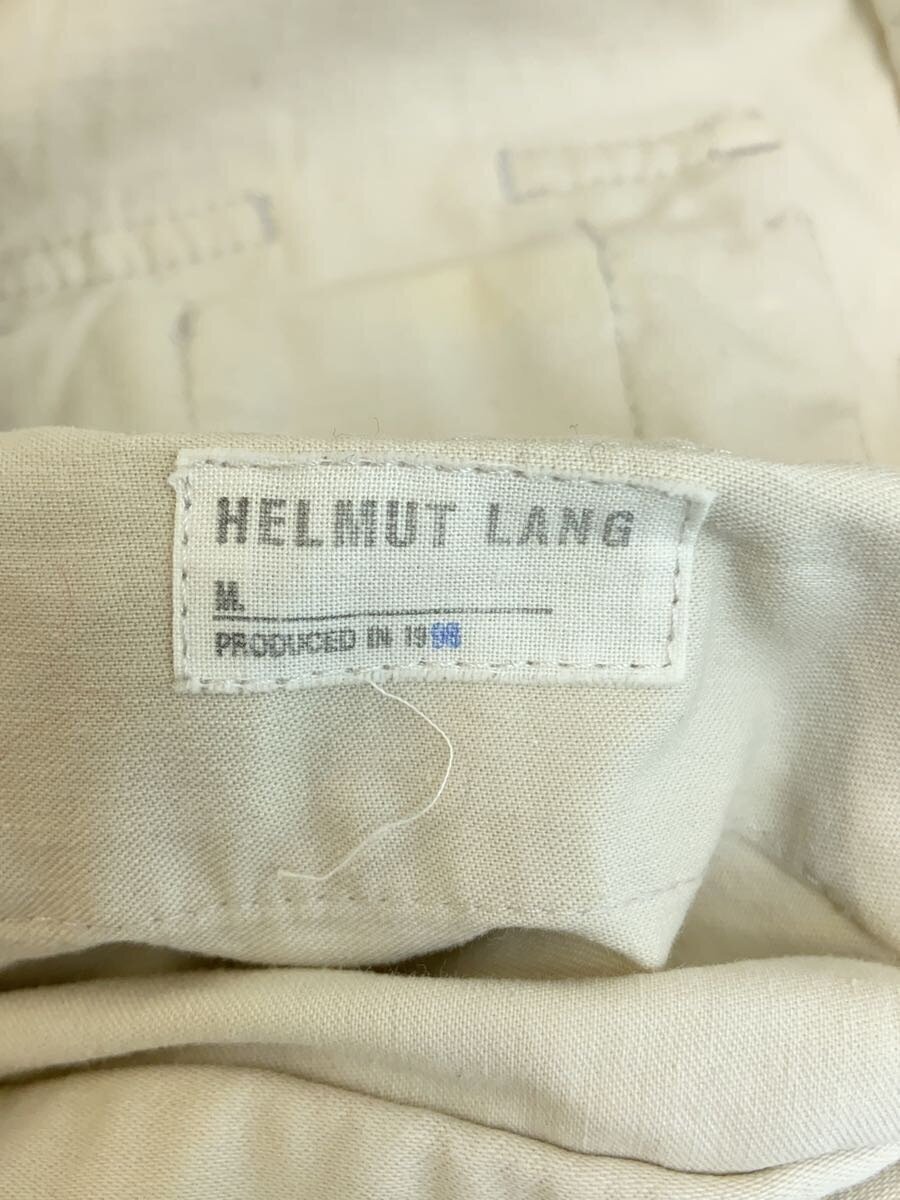 HELMUT LANG
M.
PRODUCED IN 1998